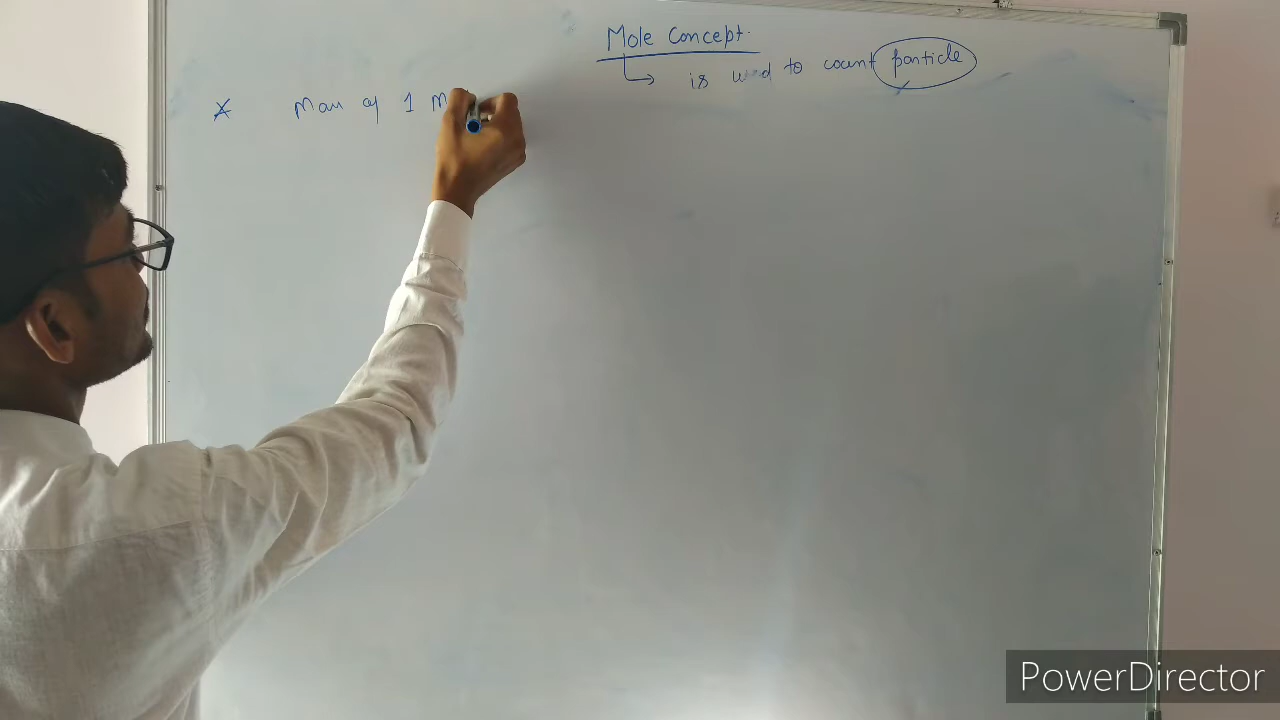 Mole Concept.
is used to count particle
* Mass of 1 M
PowerDirector